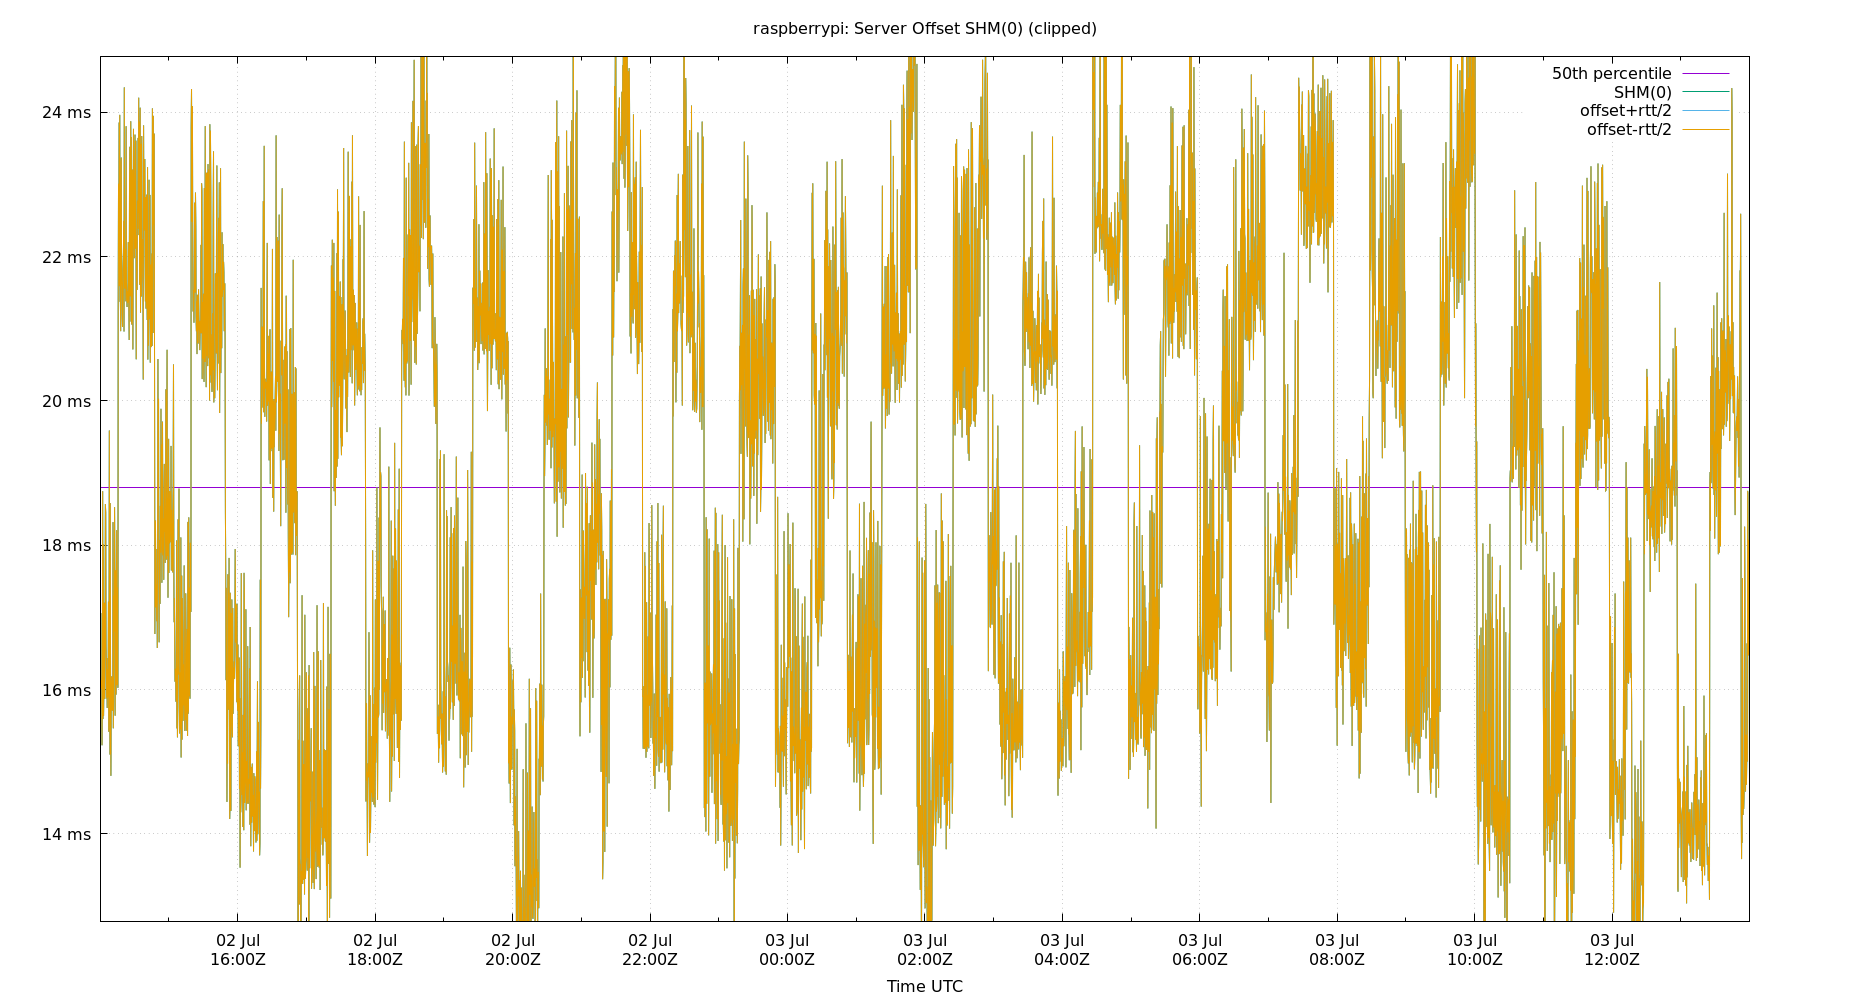 raspberrypi: Server Offset SHM(0) (clipped)
50th percentile
SHM(0)
offset+rtt/2
offset-rtt/2
24 ms
22 ms
20 ms
18 ms
16 ms
14 ms
02 Jul 02 Jul 02 Jul 02 Jul 03 Jul 03 Jul 03 Jul 03 Jul 03 Jul 03 Jul 03 Jul
16:00Z 18:00Z 20:00Z 22:00Z 00:00Z 02:00Z 04:00Z 06:00Z 08:00Z 10:00Z 12:00Z
Time UTC